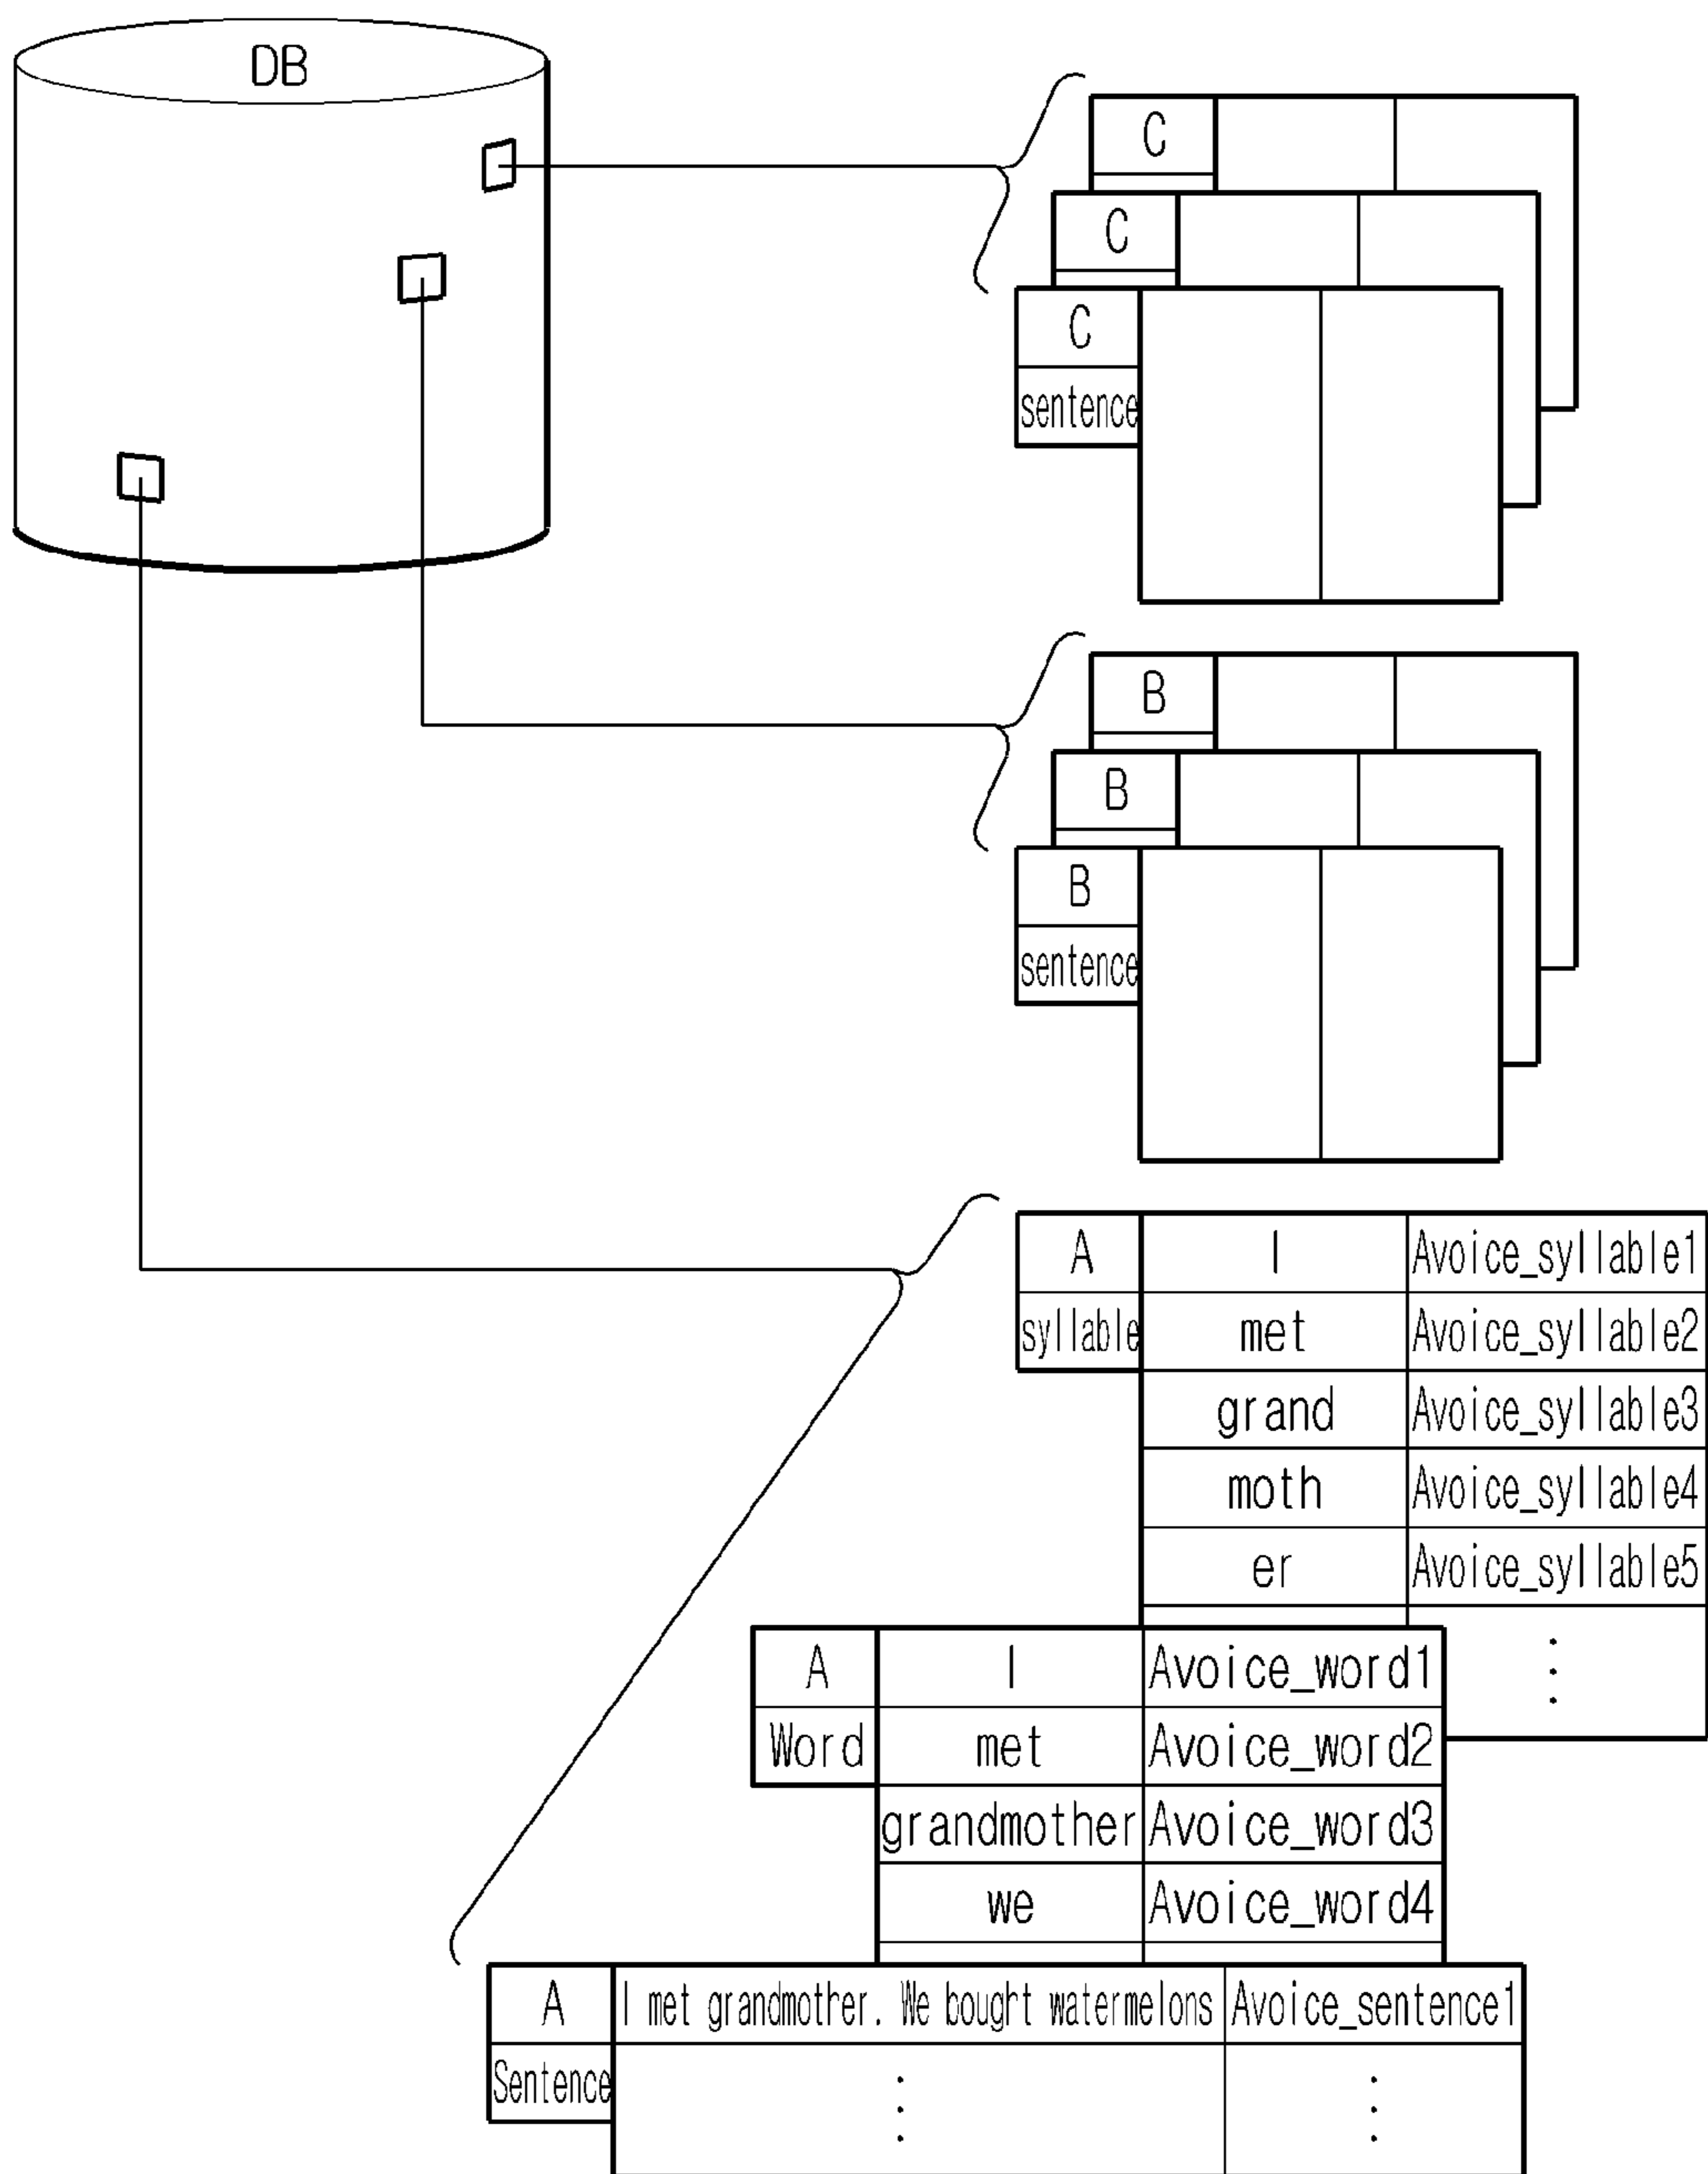 DB
C
C
C
sentence
B
B
B
sentence
A I Avoice_syllable1
syllable met Avoice_syllable2
grand Avoice_syllable3
moth Avoice_syllable4
er Avoice_syllable5
A I Avoice_word1
Word met Avoice_word2
grandmother Avoice_word3
we Avoice_word4
A I met grandmother. We bought watermelons Avoice_sentence1
Sentence